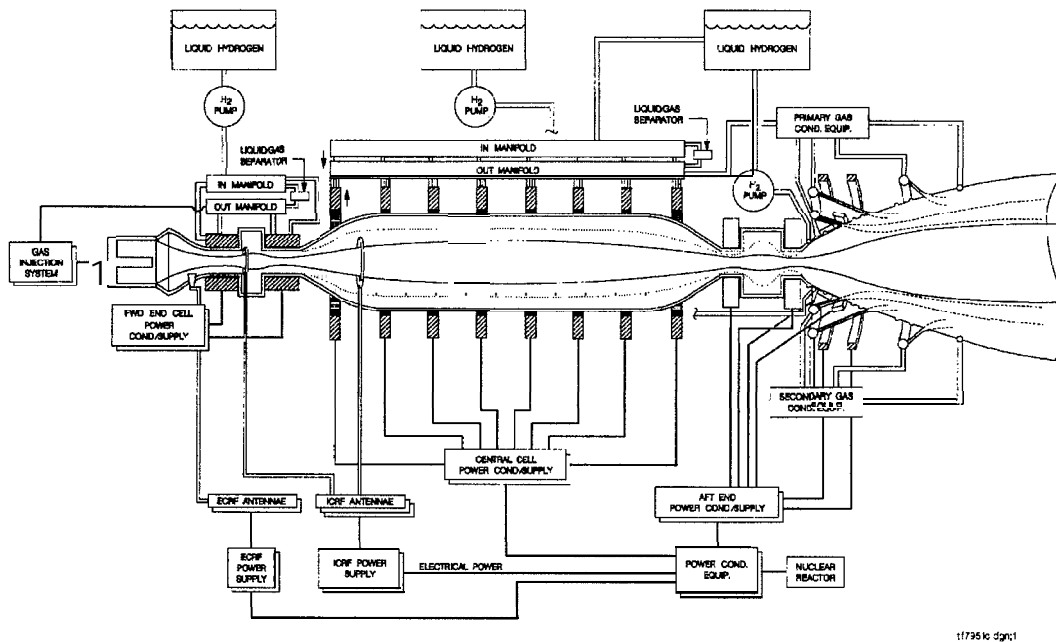 LIQUID HYDROGEN
LIQUID HYDROGEN
LIQUID HYDROGEN
H2
PUMP
H2
PUMP
LIQUID/GAS
SEPARATOR
PRIMARY GAS
COND. EQUIP.
LIQUID/GAS
SEPARATOR
IN MANIFOLD
OUT MANIFOLD
IN MANIFOLD
OUT MANIFOLD
H2
PUMP
GAS
INJECTION
SYSTEM
FWD END CELL
POWER
COND/SUPPLY
SECONDARY GAS
COND. EQUIP.
CENTRAL CELL
POWER COND/SUPPLY
ECRF ANTENNAE
ICRF ANTENNAE
AFT END
POWER COND/SUPPLY
ECRF
POWER
SUPPLY
ICRF POWER
SUPPLY
ELECTRICAL POWER
POWER COND.
EQUIP.
NUCLEAR
REACTOR